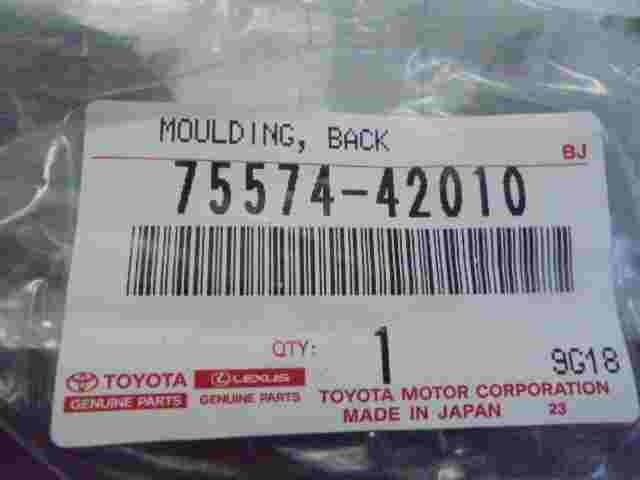 MOULDING, BACK
BJ
75574-42010
QTY: 1
9G18
TOYOTA LEXUS
GENUINE PARTS GENUINE PARTS
TOYOTA MOTOR CORPORATION
MADE IN JAPAN 23